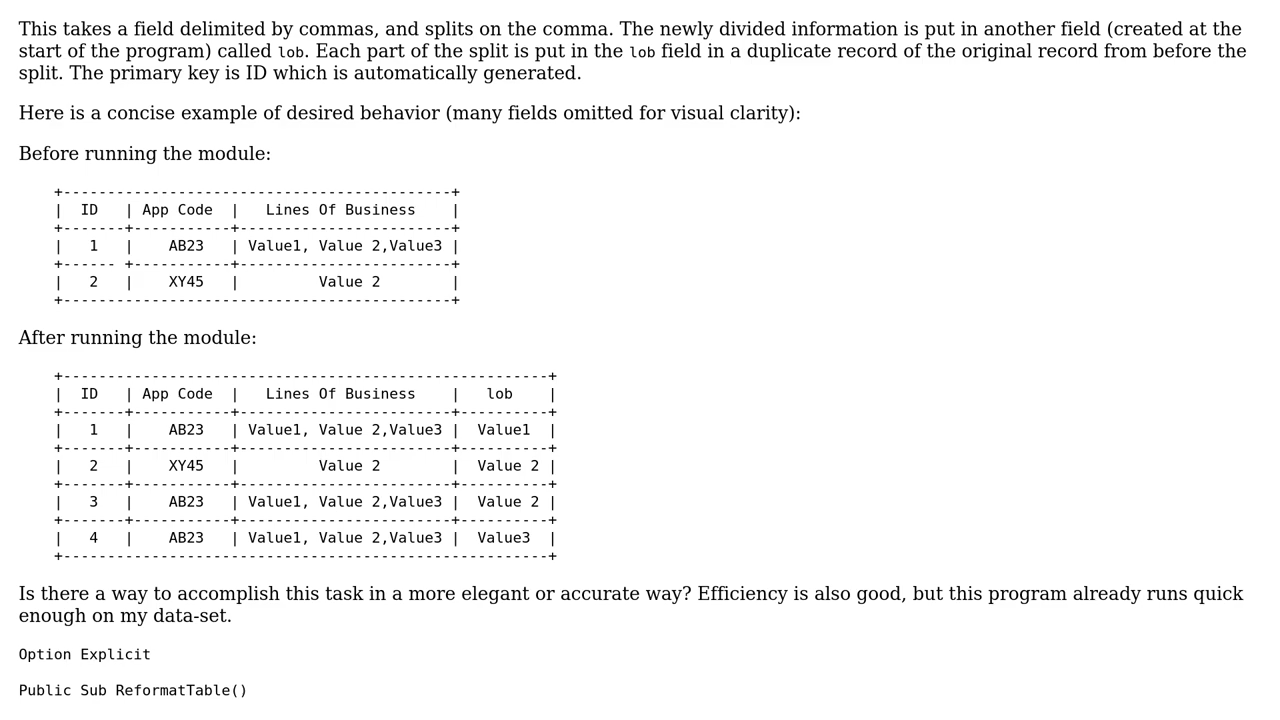 This takes a field delimited by commas, and splits on the comma. The newly divided information is put in another field (created at the
start of the program) called lob. Each part of the split is put in the lob field in a duplicate record of the original record from before the
split. The primary key is ID which is automatically generated.
Here is a concise example of desired behavior (many fields omitted for visual clarity):
Before running the module:
+--------------------------------------------+
|  ID   | App Code  |   Lines Of Business    |
+-------+-----------+------------------------+
|   1   |    AB23   | Value1, Value 2,Value3 |
+------ +-----------+------------------------+
|   2   |    XY45   |         Value 2        |
+--------------------------------------------+
After running the module:
+-------------------------------------------------------+
|  ID   | App Code  |   Lines Of Business    |   lob    |
+-------+-----------+------------------------+----------+
|   1   |    AB23   | Value1, Value 2,Value3 |  Value1  |
+-------+-----------+------------------------+----------+
|   2   |    XY45   |         Value 2        |  Value 2 |
+-------+-----------+------------------------+----------+
|   3   |    AB23   | Value1, Value 2,Value3 |  Value 2 |
+-------+-----------+------------------------+----------+
|   4   |    AB23   | Value1, Value 2,Value3 |  Value3  |
+-------------------------------------------------------+
Is there a way to accomplish this task in a more elegant or accurate way? Efficiency is also good, but this program already runs quick
enough on my data-set.
Option Explicit
Public Sub ReformatTable()